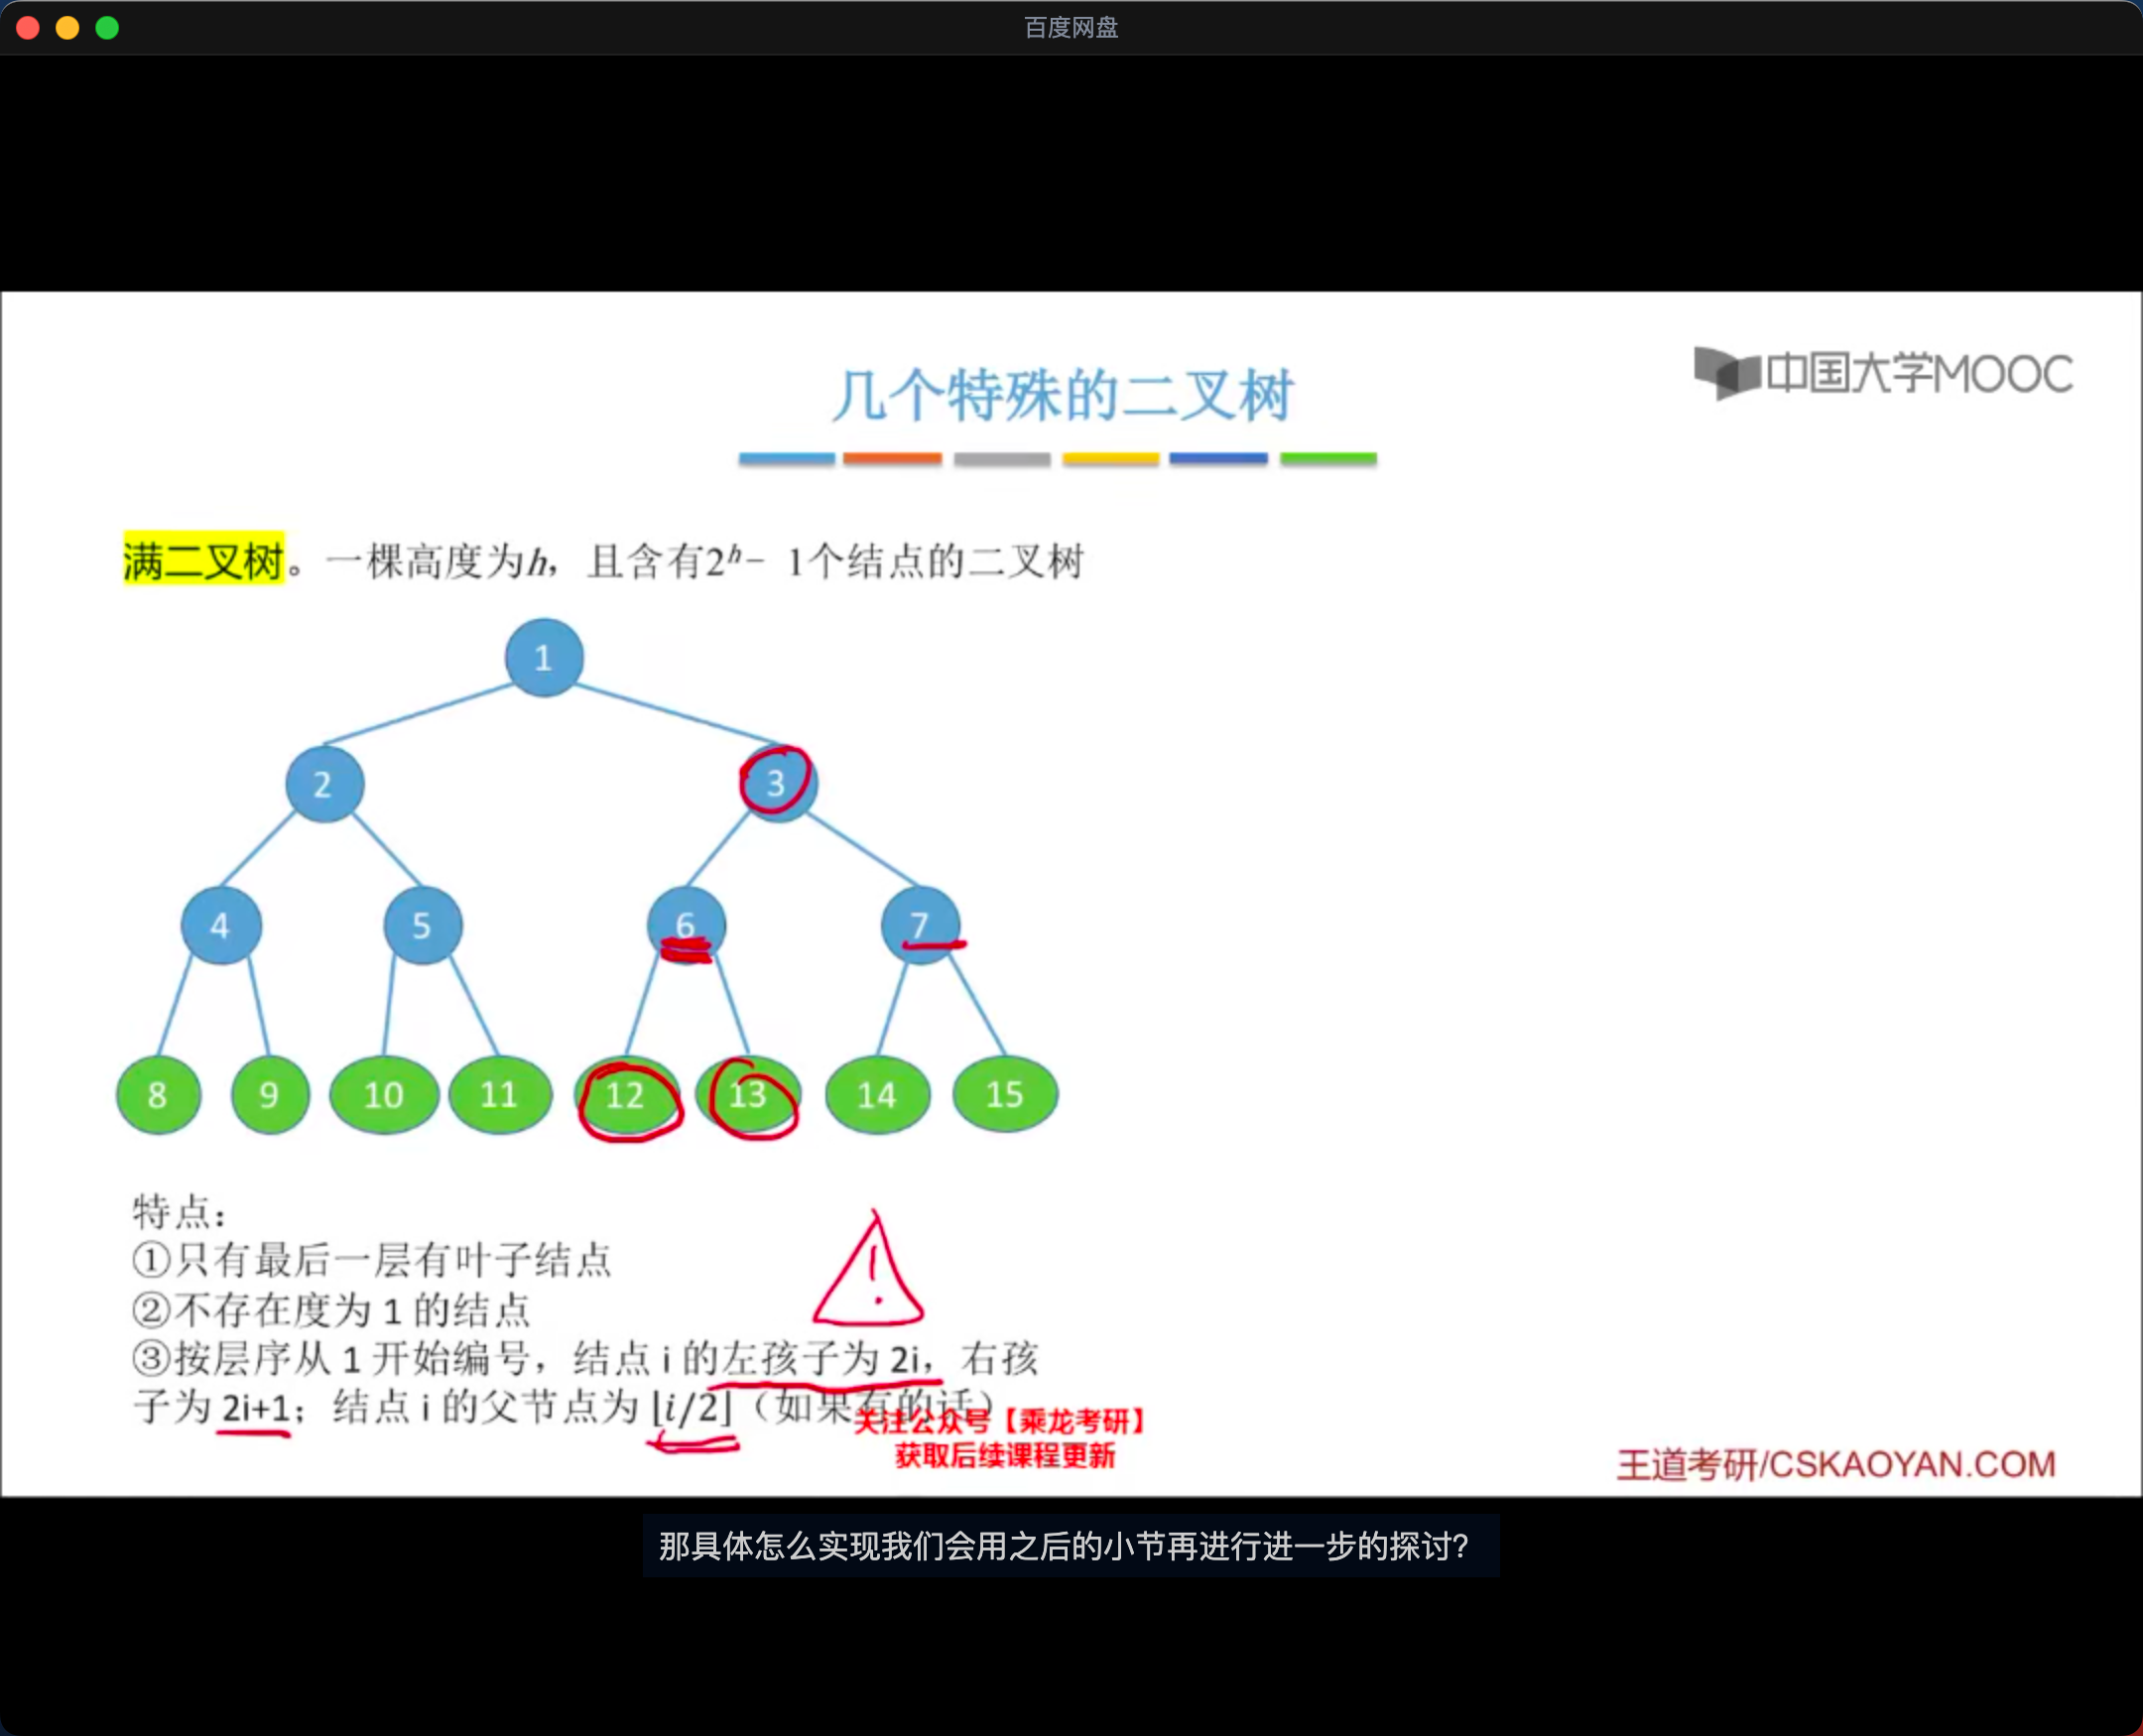 百度网盘
几个特殊的二叉树
中国大学MOOC
满二叉树。一棵高度为h，且含有2^h− 1个结点的二叉树
1
2
3
4
5
6
7
8
9
10
11
12
13
14
15
特点：
①只有最后一层有叶子结点
②不存在度为 1 的结点
③按层序从 1 开始编号，结点 i 的左孩子为 2i，右孩
子为 2i+1；结点 i 的父节点为 ⌊i/2⌋（如果有的话）
关注公众号【乘龙考研】
获取后续课程更新
王道考研/CSKAOYAN.COM
那具体怎么实现我们会用之后的小节再进行进一步的探讨？